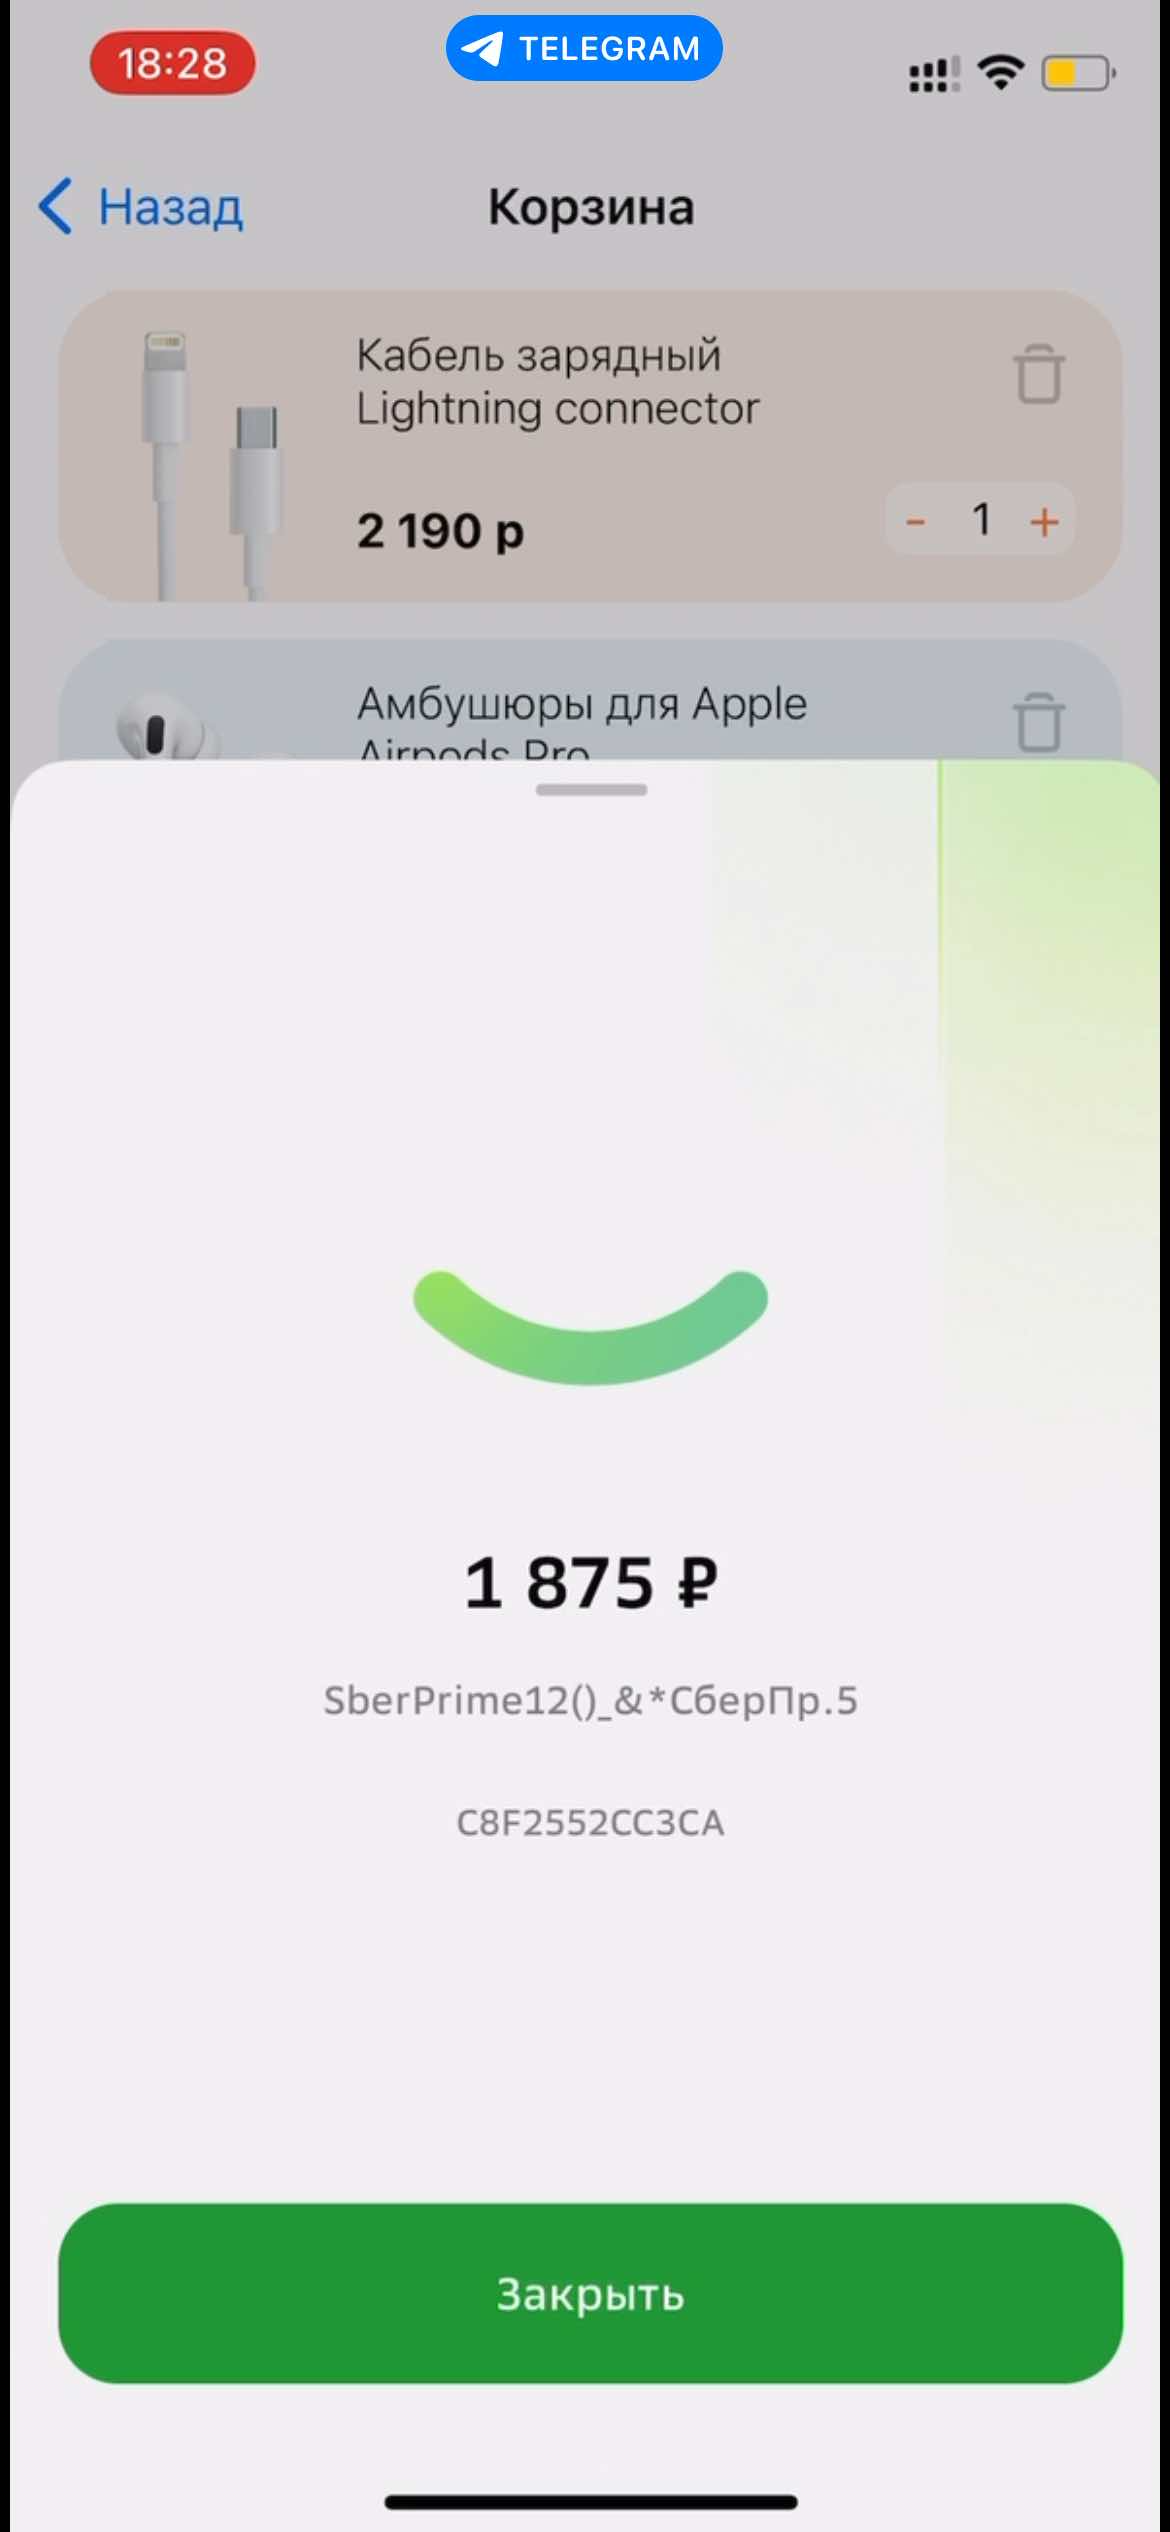 18:28
TELEGRAM
Назад
Корзина
Кабель зарядный
Lightning connector
2 190 р
- 1 +
Амбушюры для Apple
Airpods Pro
1 875 ₽
SberPrime12()_&*СберПр.5
C8F2552CC3CA
Закрыть